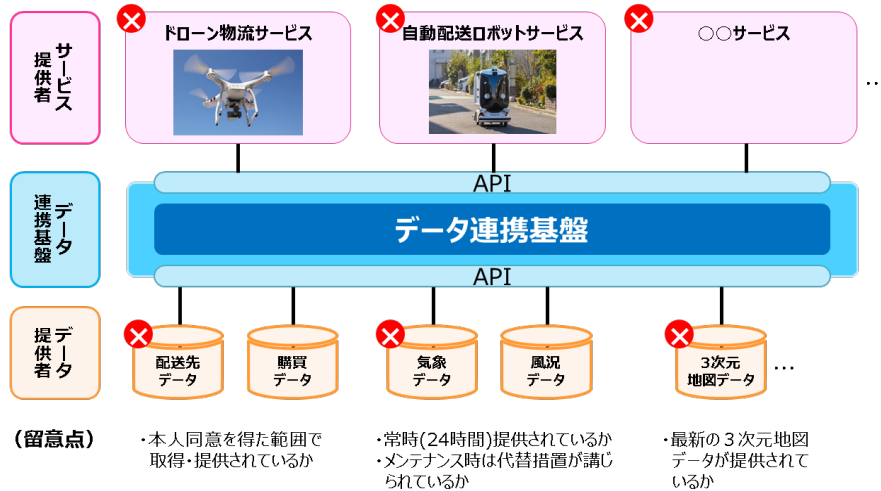 サービス
提供者
ドローン物流サービス
自動配送ロボットサービス
○○サービス
…
データ
連携基盤
API
データ連携基盤
API
データ
提供者
配送先
データ
購買
データ
気象
データ
風況
データ
3次元
地図データ
…
(留意点)
・本人同意を得た範囲で
取得・提供されているか
・常時(24時間)提供されているか
・メンテナンス時は代替措置が講じ
られているか
・最新の３次元地図
データが提供されて
いるか